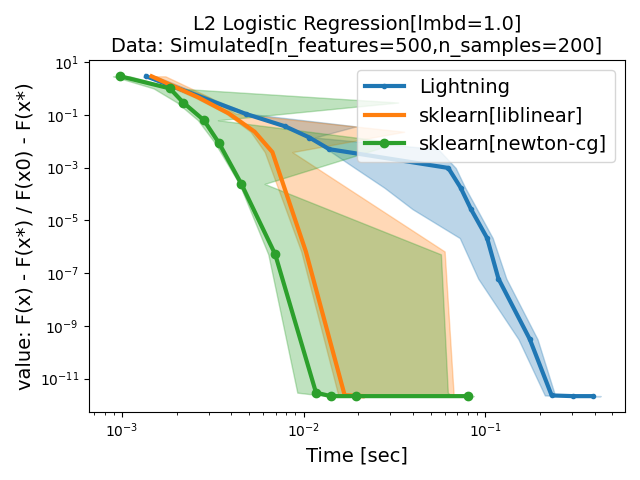 L2 Logistic Regression[lmbd=1.0]
Data: Simulated[n_features=500,n_samples=200]
value: F(x) - F(x*) / F(x0) - F(x*)
10¹
10⁻¹
10⁻³
10⁻⁵
10⁻⁷
10⁻⁹
10⁻¹¹
Lightning
sklearn[liblinear]
sklearn[newton-cg]
10⁻³
10⁻²
10⁻¹
Time [sec]